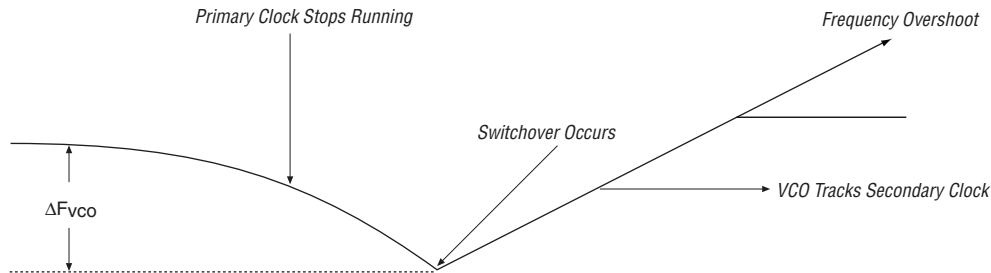 Primary Clock Stops Running
Frequency Overshoot
Switchover Occurs
VCO Tracks Secondary Clock
ΔFvco